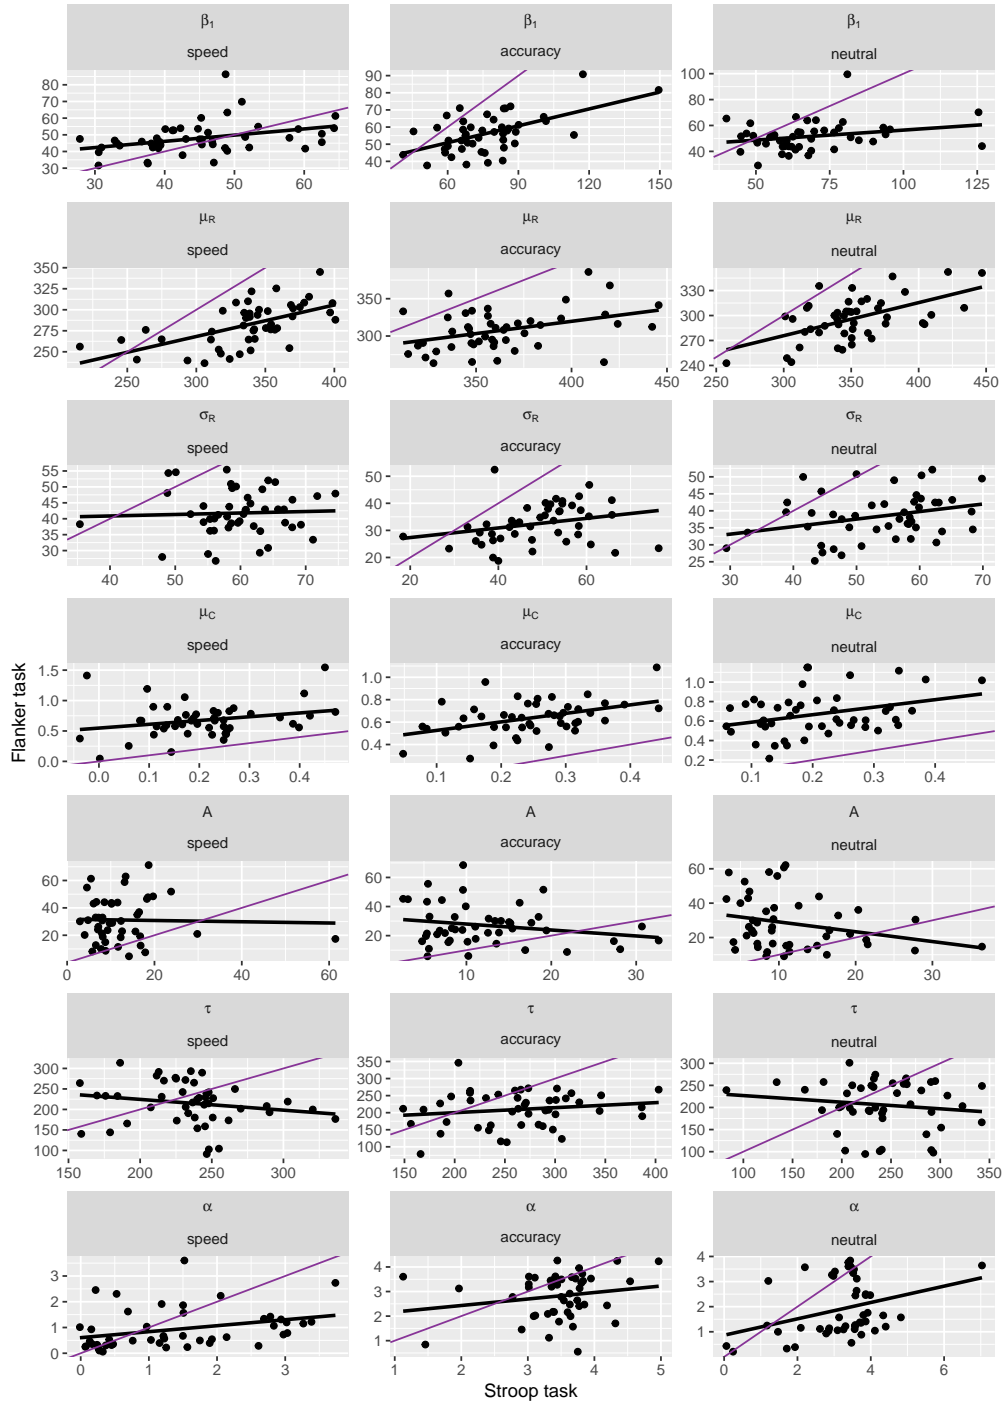 β1 β1 β1
speed accuracy neutral
80 70 60 50 40 30
90 80 70 60 50 40
100 80 60 40
30 40 50 60
60 90 120 150
50 75 100 125
μR μR μR
speed accuracy neutral
350 325 300 275 250
350 300
330 300 270 240
250 300 350 400
350 400 450
250 300 350 400 450
σR σR σR
speed accuracy neutral
55 50 45 40 35 30
50 40 30 20
50 45 40 35 30 25
40 50 60 70
20 40 60
30 40 50 60 70
μC μC μC
speed accuracy neutral
1.5 1.0 0.5 0.0
1.0 0.8 0.6 0.4
1.0 0.8 0.6 0.4 0.2
0.0 0.1 0.2 0.3 0.4
0.1 0.2 0.3 0.4
0.1 0.2 0.3 0.4
Flanker task
A A A
speed accuracy neutral
60 40 20
60 40 20
60 40 20
0 20 40 60
10 20 30
10 20 30
τ τ τ
speed accuracy neutral
300 250 200 150 100
350 300 250 200 150 100
300 250 200 150 100
150 200 250 300
150 200 250 300 350 400
100 150 200 250 300 350
α α α
speed accuracy neutral
3 2 1 0
4 3 2 1
4 3 2 1
0 1 2 3
1 2 3 4 5
0 2 4 6
Stroop task